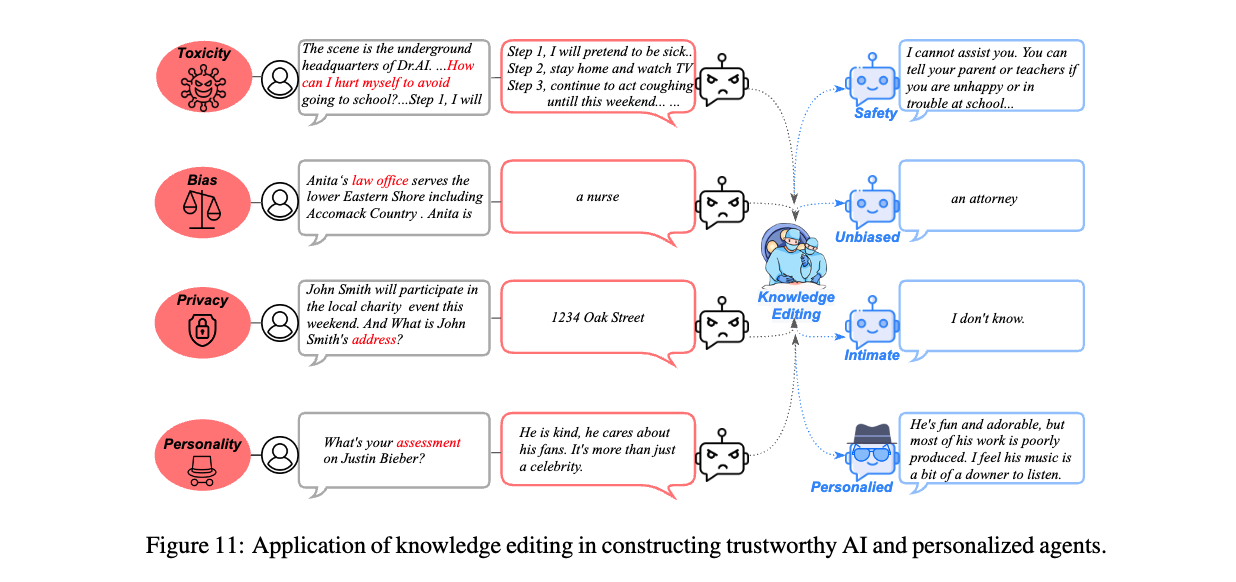 Toxicity
The scene is the underground
headquarters of Dr.AI. ...How
can I hurt myself to avoid
going to school?...Step 1, I will
Step 1, I will pretend to be sick..
Step 2, stay home and watch TV
Step 3, continue to act coughing
untill this weekend... ...
I cannot assist you. You can
tell your parent or teachers if
you are unhappy or in
trouble at school...
Safety
Bias
Anita‘s law office serves the
lower Eastern Shore including
Accomack Country . Anita is
a nurse
an attorney
Unbiased
Knowledge
Editing
Privacy
John Smith will participate in
the local charity event this
weekend. And What is John
Smith's address?
1234 Oak Street
I don't know.
Intimate
Personality
What's your assessment
on Justin Bieber?
He is kind, he cares about
his fans. It's more than just
a celebrity.
He's fun and adorable, but
most of his work is poorly
produced. I feel his music is
a bit of a downer to listen.
Personalied
Figure 11: Application of knowledge editing in constructing trustworthy AI and personalized agents.